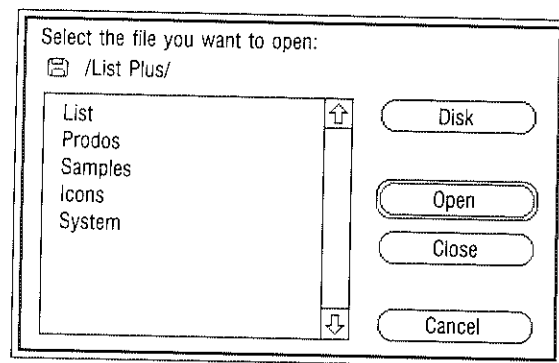 Select the file you want to open:
/List Plus/
List
Prodos
Samples
Icons
System
Disk
Open
Close
Cancel